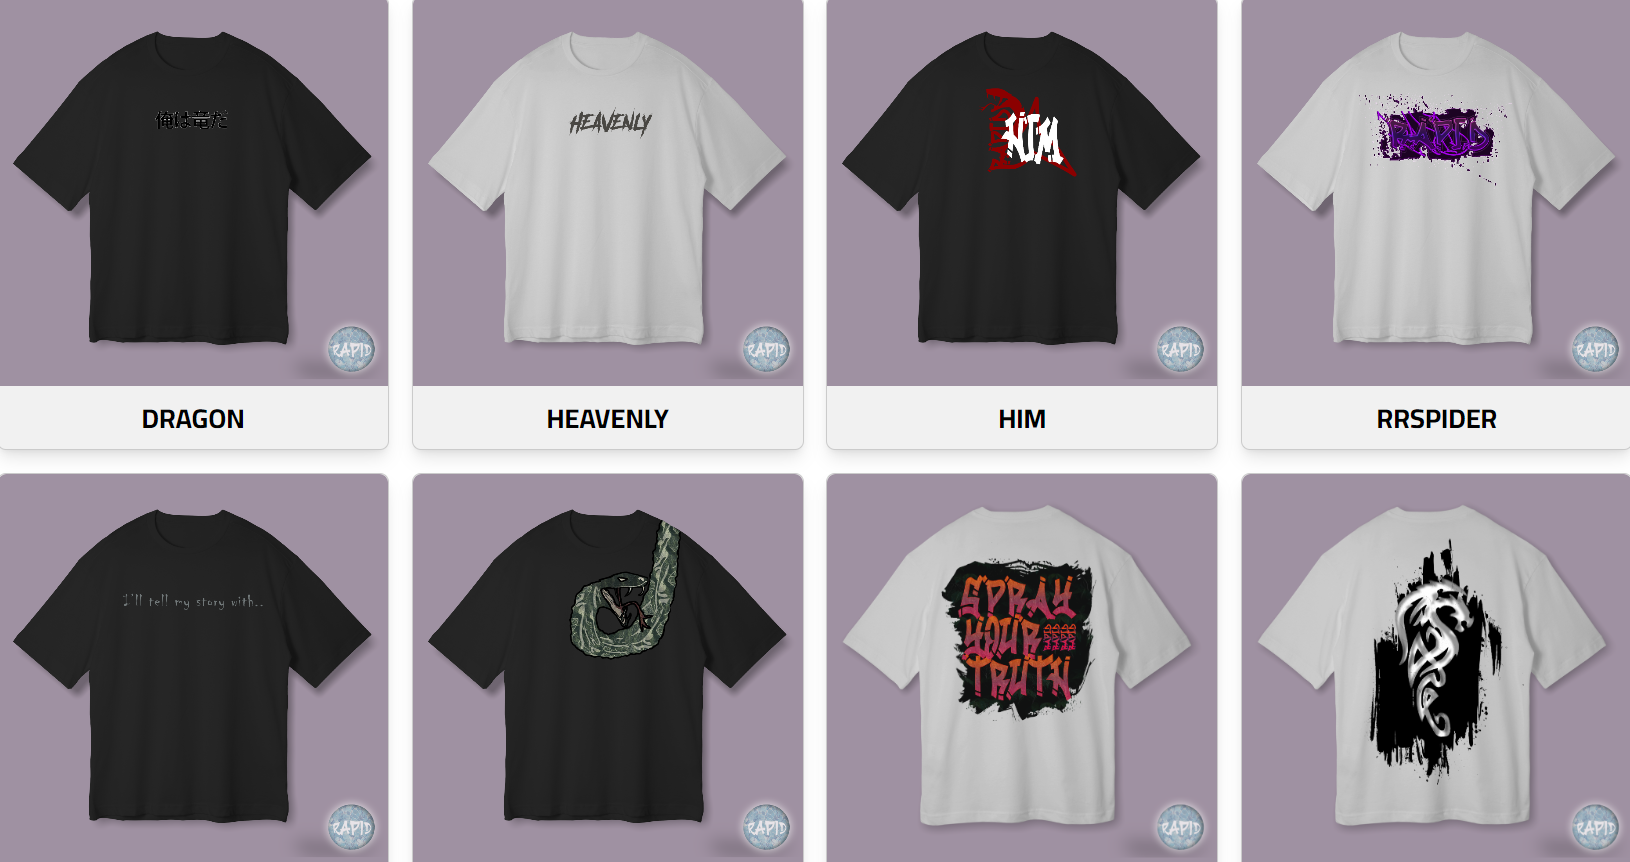 俺は竜だ
HEAVENLY
HIM
RAPID
RAPID
RAPID
RAPID
DRAGON
HEAVENLY
HIM
RRSPIDER
I'll tell my story with..
SPRAY
YOUR
TRUTH
RAPID
RAPID
RAPID
RAPID